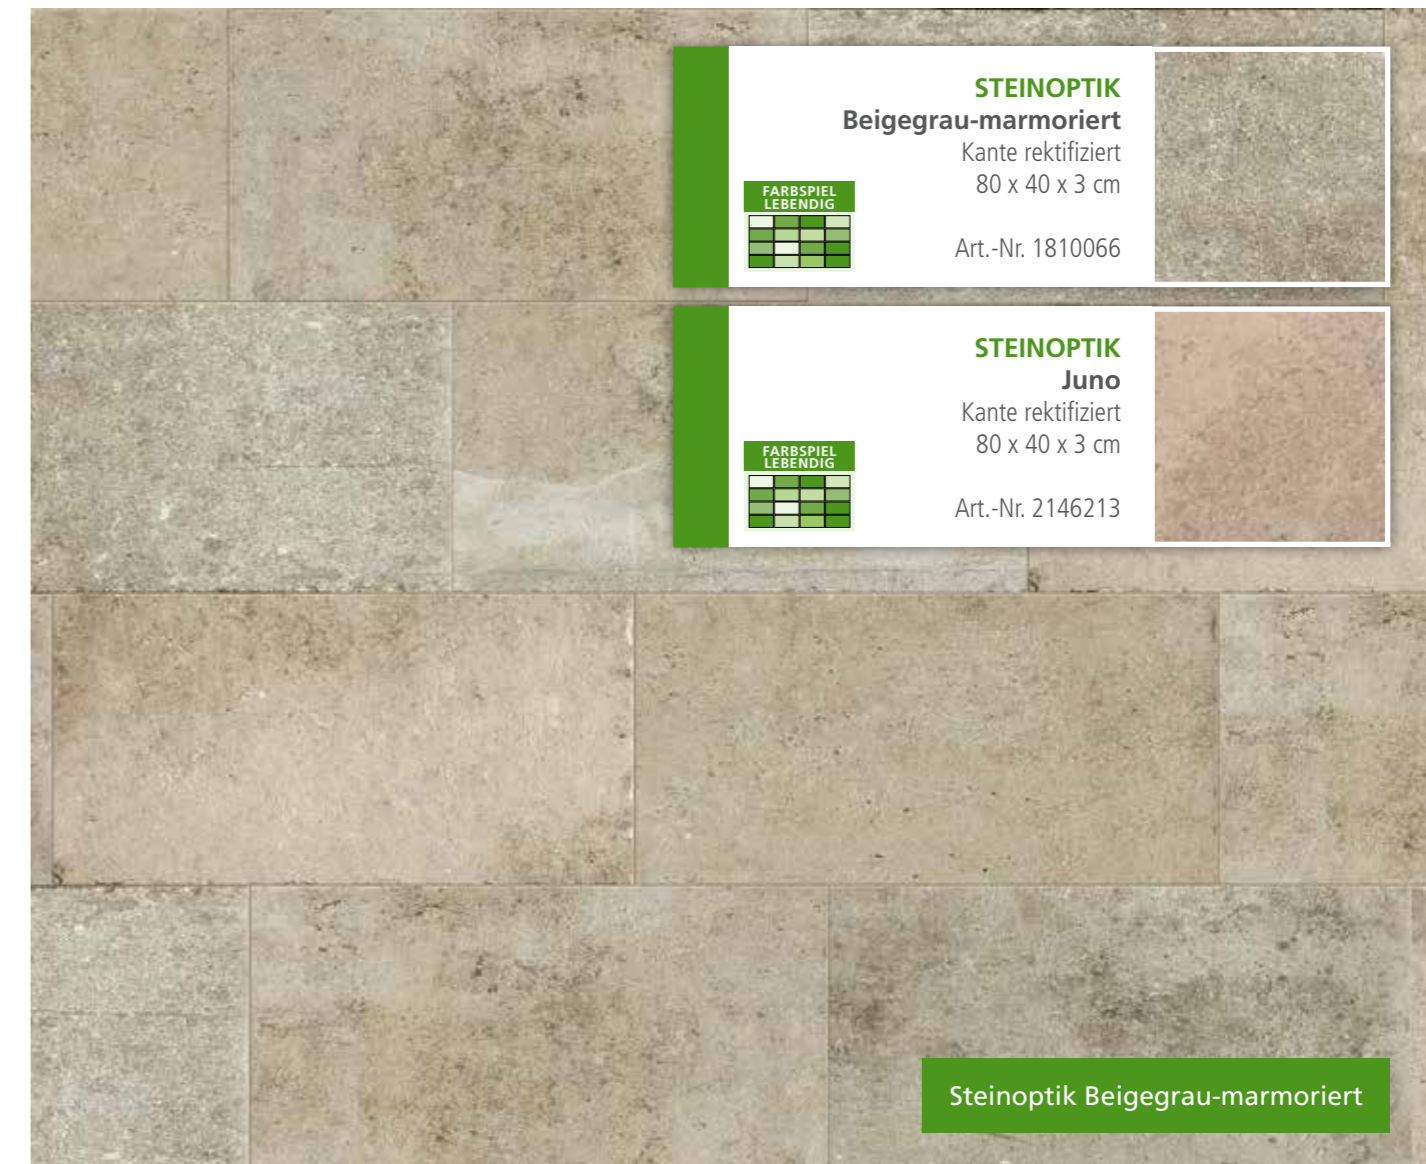 STEINOPTIK
Beigegrau-marmoriert
Kante rektifiziert
80 x 40 x 3 cm
FARBSPIEL
LEBENDIG
Art.-Nr. 1810066
STEINOPTIK
Juno
Kante rektifiziert
80 x 40 x 3 cm
FARBSPIEL
LEBENDIG
Art.-Nr. 2146213
Steinoptik Beigegrau-marmoriert